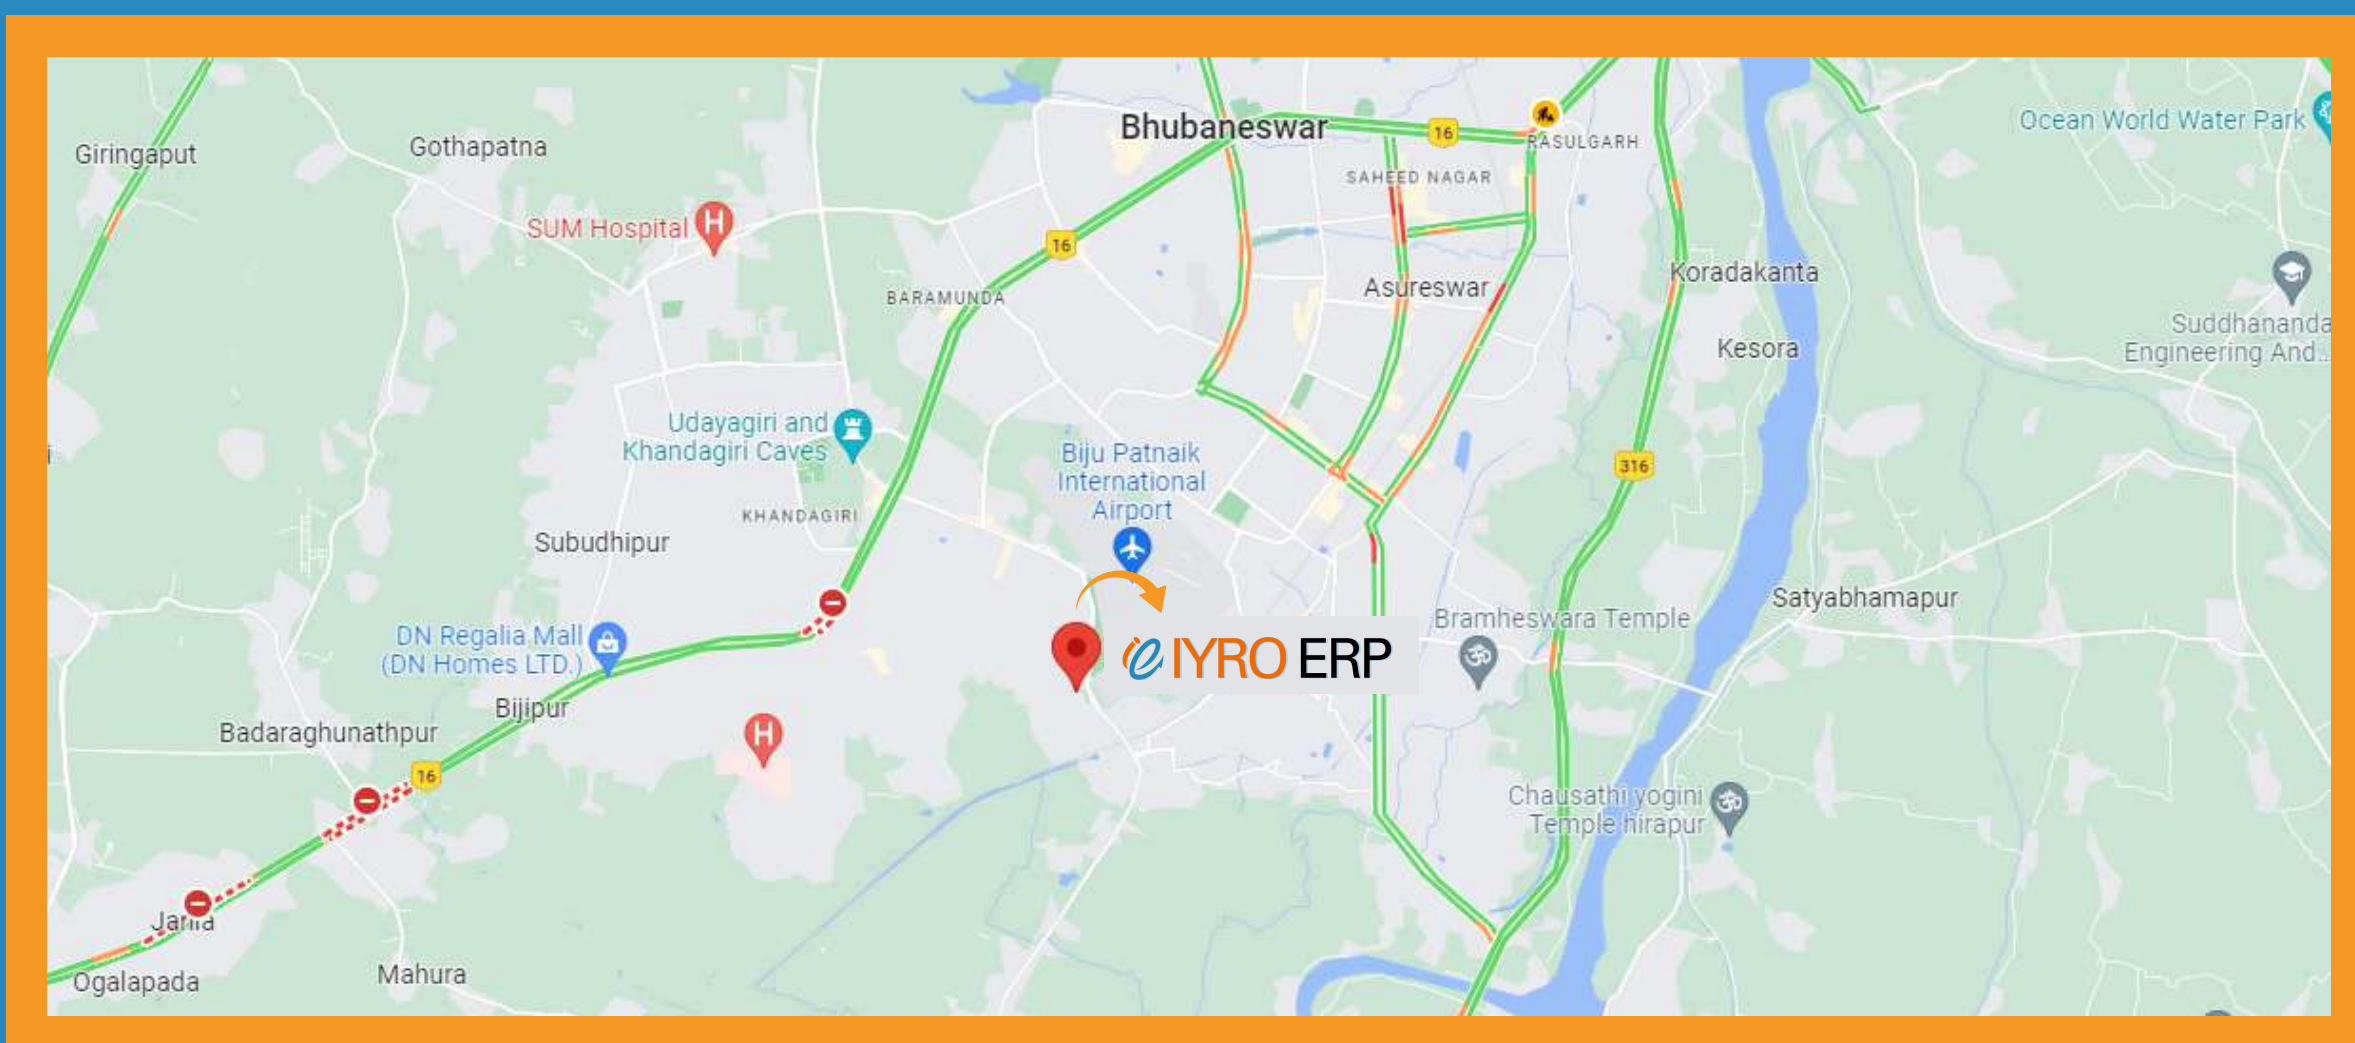 Bhubaneswar
16
RASULGARH
Ocean World Water Park
Giringaput
Gothapatna
SAHEED NAGAR
SUM Hospital
H
16
BARAMUNDA
Asureswar
Koradakanta
Kesora
Suddhananda
Engineering And...
Udayagiri and
Khandagiri Caves
Biju Patnaik
International
Airport
316
KHANDAGIRI
Subudhipur
Satyabhamapur
Bramheswara Temple
DN Regalia Mall
(DN Homes LTD.)
IYRO ERP
Bijipur
Badaraghunathpur
H
16
Chausathi yogini
Temple hirapur
Janla
Ogalapada
Mahura